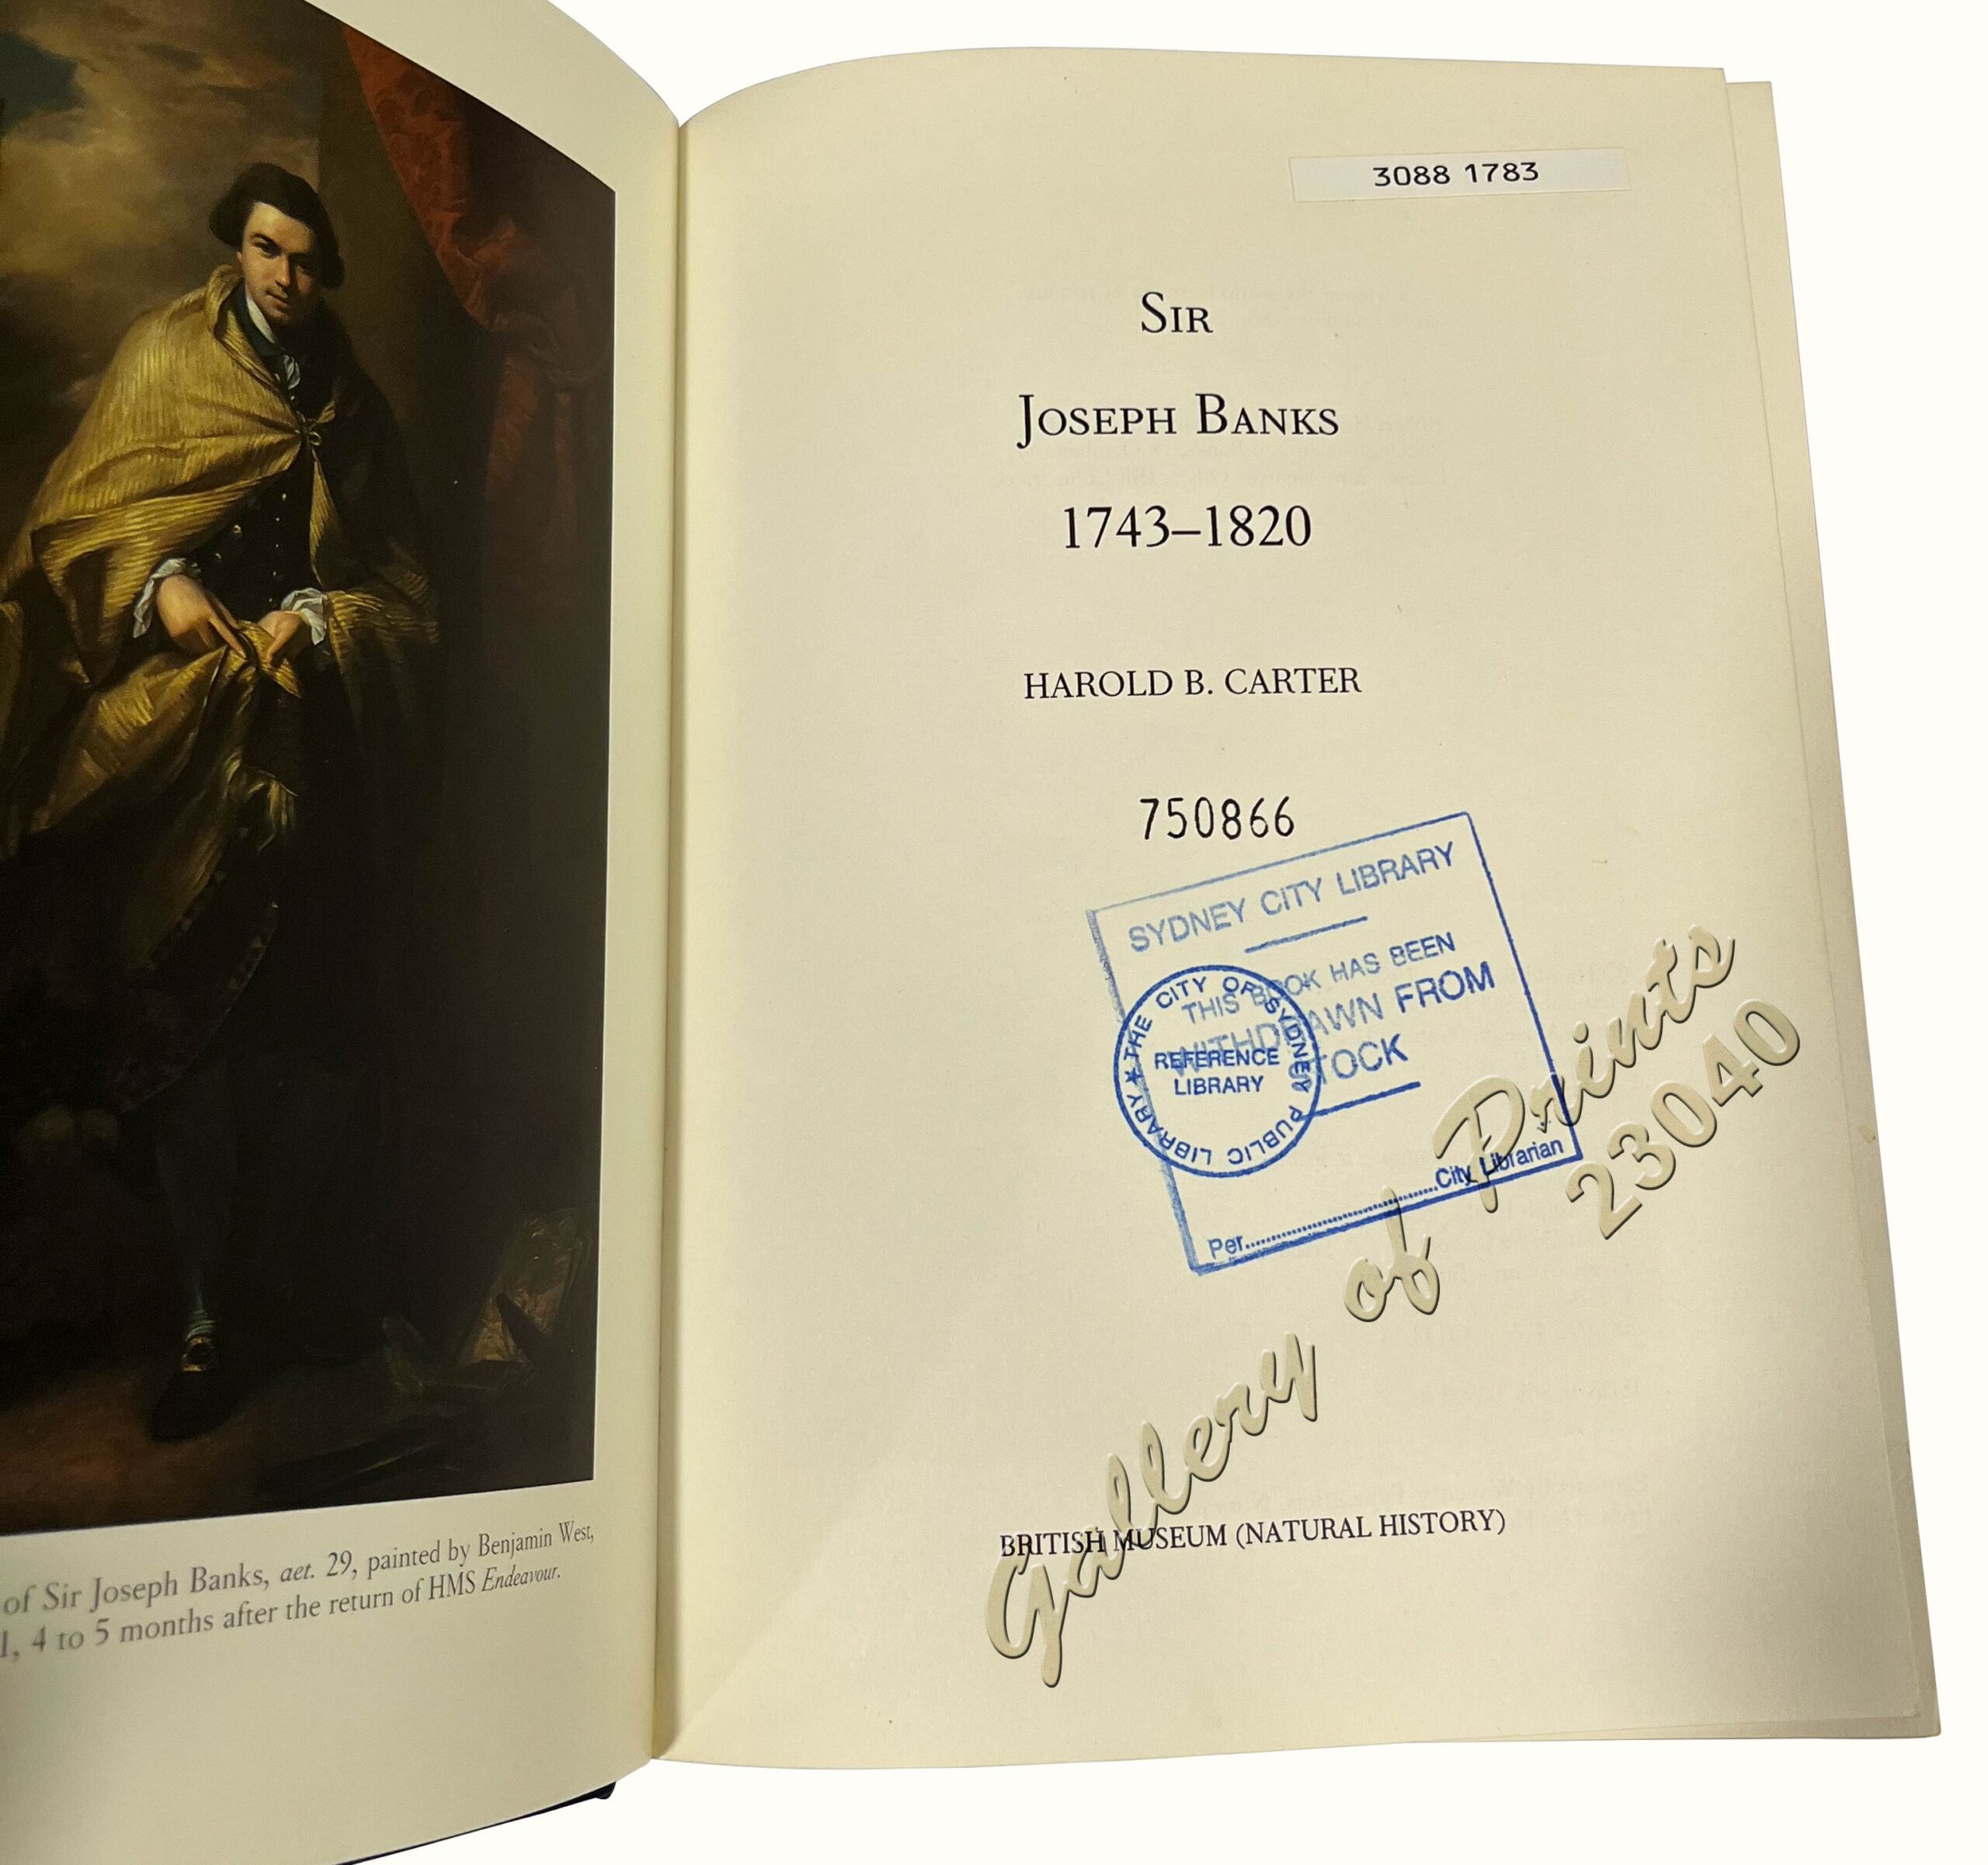 of Sir Joseph Banks, aet. 29, painted by Benjamin West,
1, 4 to 5 months after the return of HMS Endeavour.
3088 1783
SIR
JOSEPH BANKS
1743–1820
HAROLD B. CARTER
750866
SYDNEY CITY LIBRARY
THIS BOOK HAS BEEN
WITHDRAWN FROM
STOCK
Per....................City Librarian
★ THE CITY OF SYDNEY PUBLIC LIBRARY
REFERENCE
LIBRARY
BRITISH MUSEUM (NATURAL HISTORY)
Gallery of Prints
23040